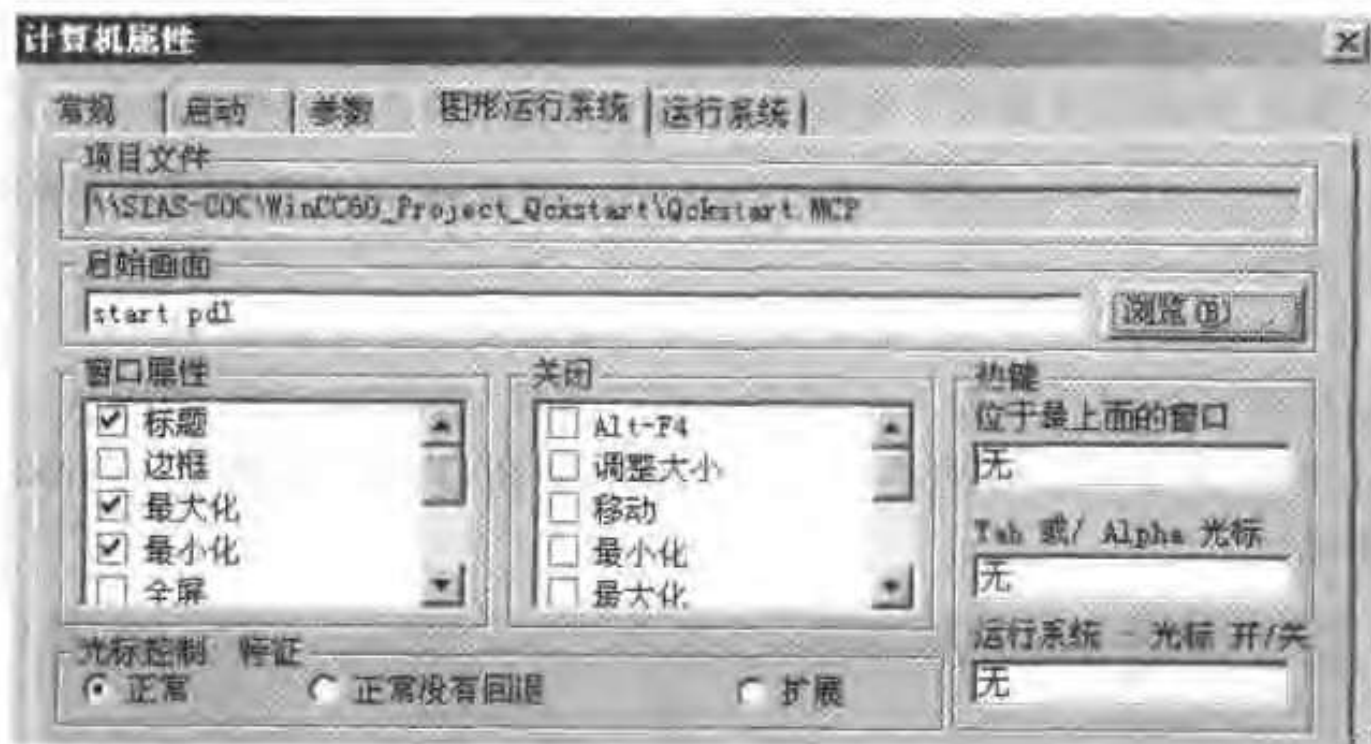 计算机属性
常规 启动 参数 图形运行系统 运行系统
项目文件
\\SIAS-COC\WinCC60_Project_Qckstart\Qckstart.MCP
启始画面
start pdl 浏览(B)
窗口属性
标题
边框
最大化
最小化
全屏
关闭
Alt-F4
调整大小
移动
最小化
最大化
热键
位于最上面的窗口
无
Tab 或/ Alpha 光标
无
运行系统 - 光标 开/关
无
光标控制 特征
正常 正常没有回退 扩展